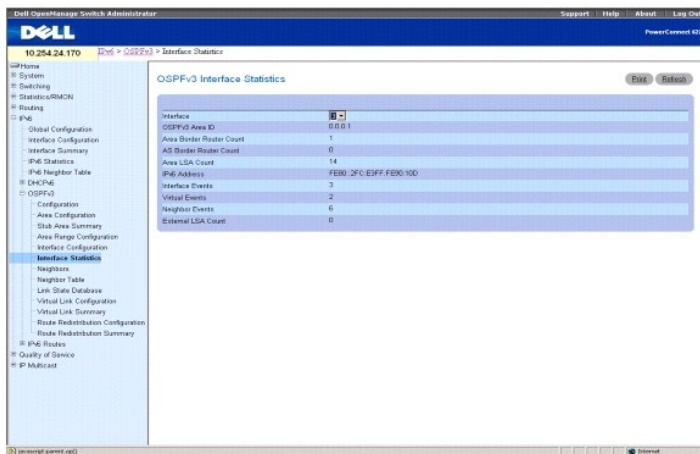 Dell OpenManage Switch Administrator
Support Help About Log Out
DELL
PowerConnect 622
10.254.24.170
IPv6 > OSPFv3 > Interface Statistics
Home
System
Switching
Statistics/RMON
Routing
IPv6
Global Configuration
Interface Configuration
Interface Summary
IPv6 Statistics
IPv6 Neighbor Table
DHCPv6
OSPFv3
Configuration
Area Configuration
Stub Area Summary
Area Range Configuration
Interface Configuration
Interface Statistics
Neighbors
Neighbor Table
Link State Database
Virtual Link Configuration
Virtual Link Summary
Route Redistribution Configuration
Route Redistribution Summary
IPv6 Routes
Quality of Service
IP Multicast
OSPFv3 Interface Statistics
Print Refresh
Interface
OSPFv3 Area ID 0.0.0.1
Area Border Router Count 1
AS Border Router Count 0
Area LSA Count 14
IPv6 Address FE80::2FC:E3FF:FE90:10D
Interface Events 3
Virtual Events 2
Neighbor Events 6
External LSA Count 0
javascript:parent.op()
Internet